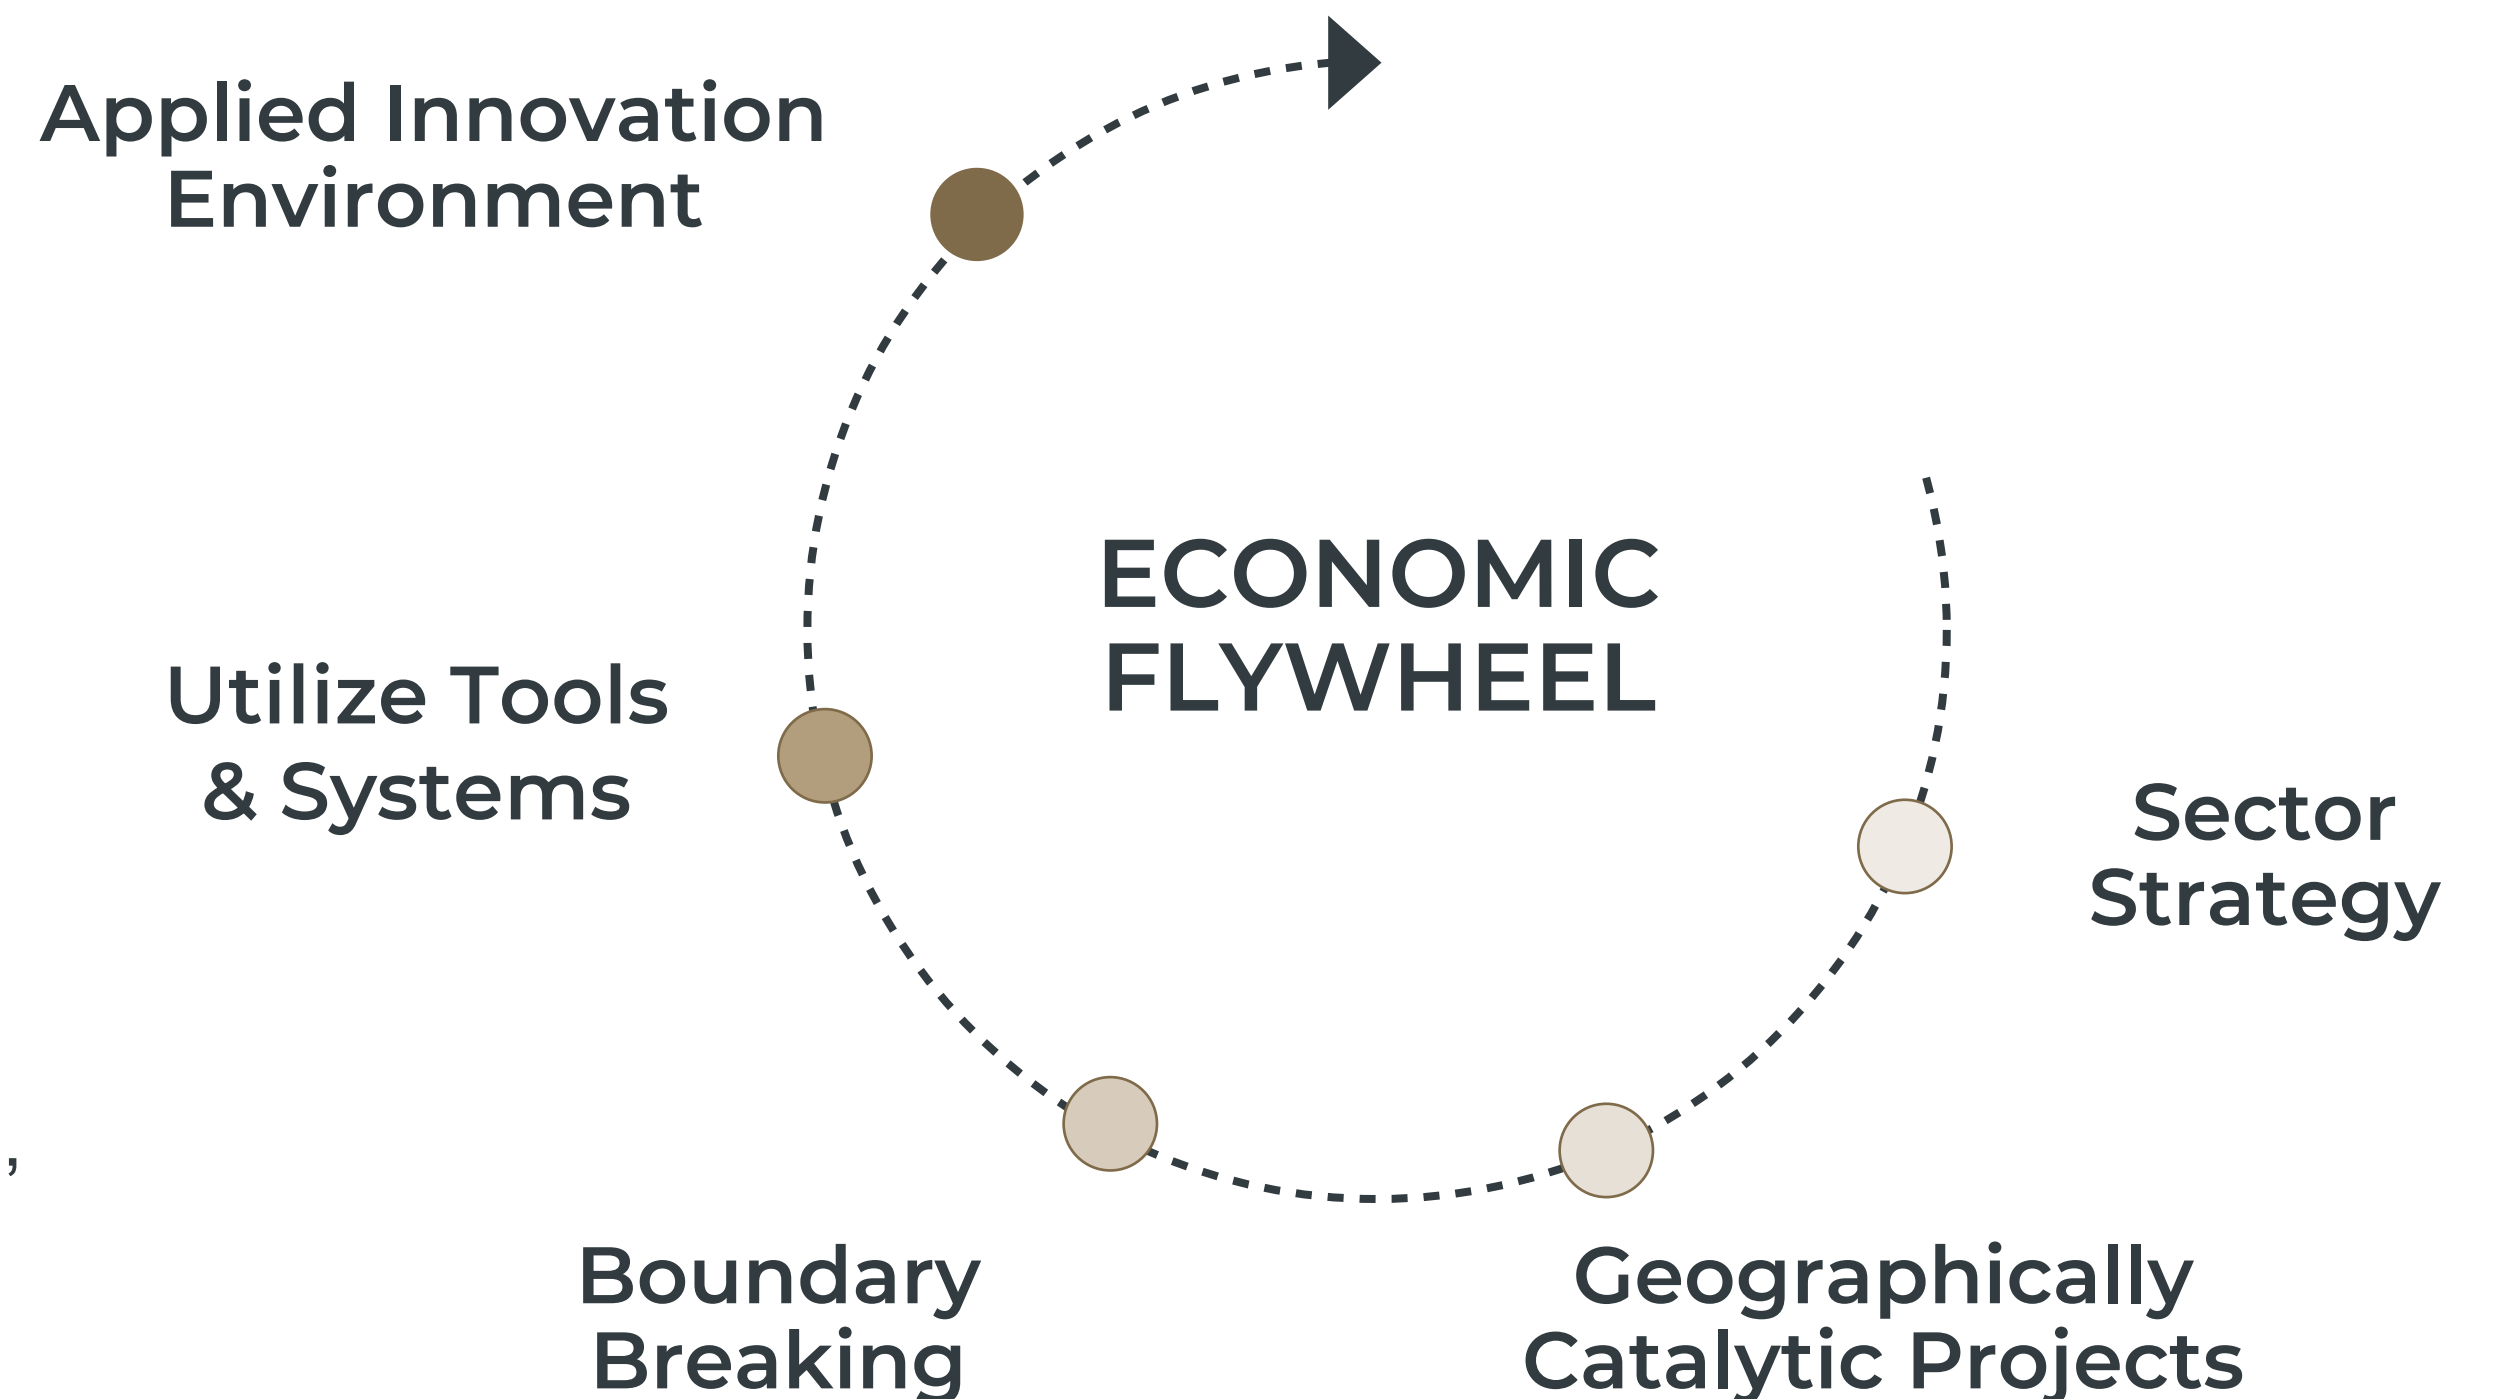 Applied Innovation
Environment
ECONOMIC
FLYWHEEL
Utilize Tools
& Systems
Sector
Strategy
,
Boundary
Breaking
Geographically
Catalytic Projects